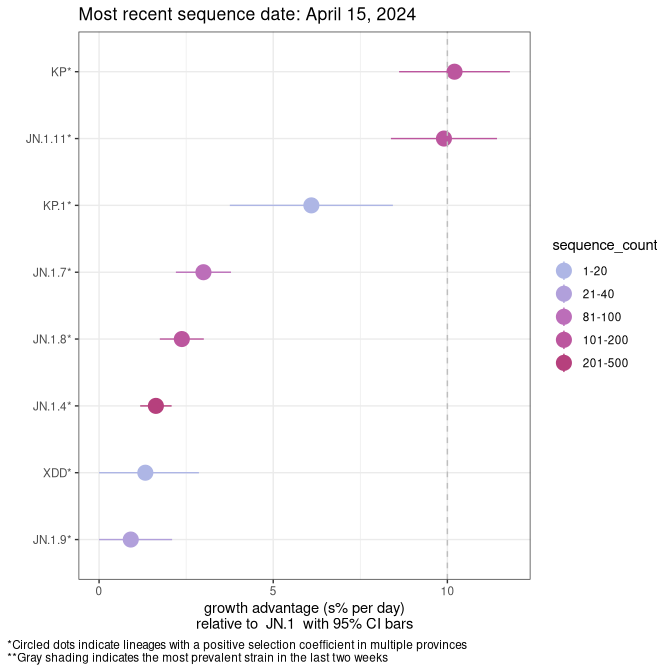 Most recent sequence date: April 15, 2024
KP*
JN.1.11*
KP.1*
JN.1.7*
JN.1.8*
JN.1.4*
XDD*
JN.1.9*
0 5 10
growth advantage (s% per day)
relative to JN.1 with 95% CI bars
sequence_count
1-20
21-40
81-100
101-200
201-500
*Circled dots indicate lineages with a positive selection coefficient in multiple provinces
**Gray shading indicates the most prevalent strain in the last two weeks